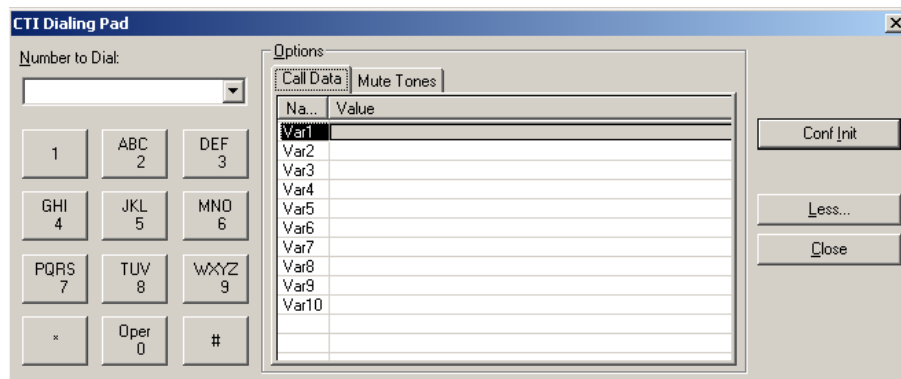 CTI Dialing Pad
Number to Dial:
1
ABC
2
DEF
3
GHI
4
JKL
5
MNO
6
PQRS
7
TUV
8
WXYZ
9
*
Oper
0
#
Options
Call Data
Mute Tones
Na... Value
Var1
Var2
Var3
Var4
Var5
Var6
Var7
Var8
Var9
Var10
Conf Init
Less...
Close